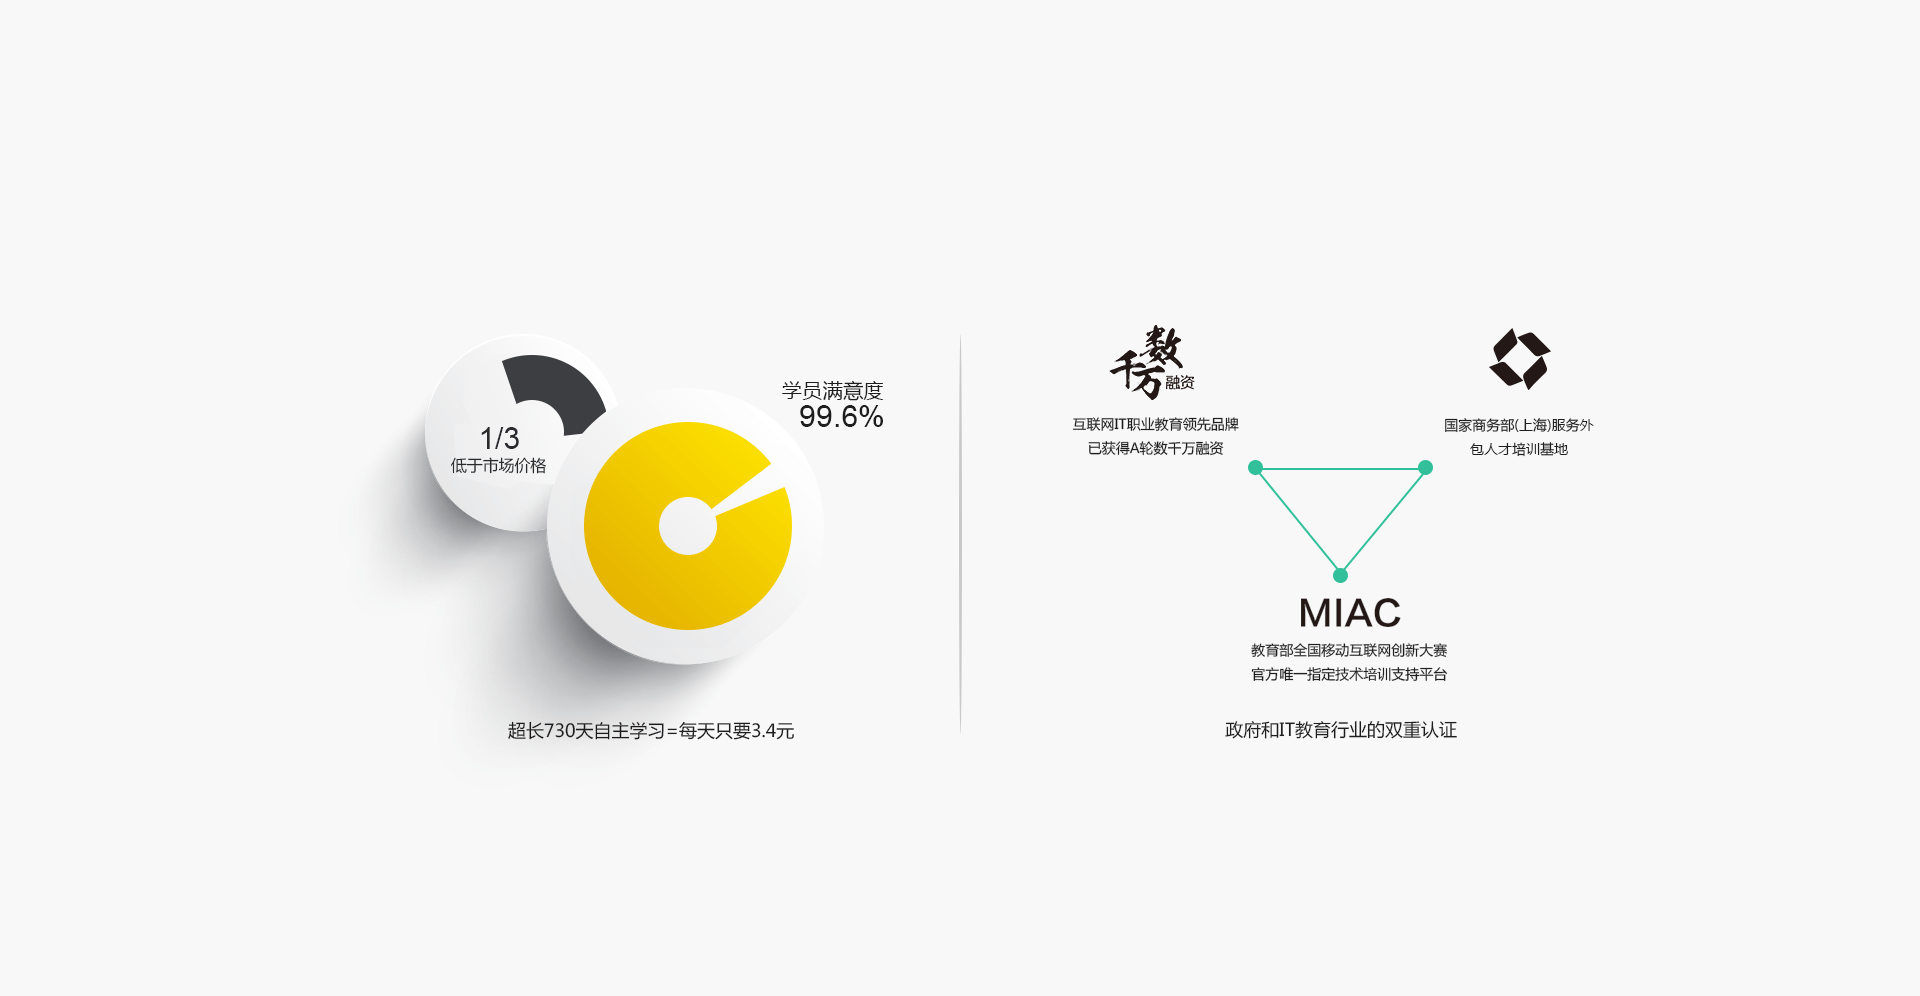 学员满意度
99.6%
1/3
低于市场价格
超长730天自主学习=每天只要3.4元
数千万融资
互联网IT职业教育领先品牌
已获得A轮数千万融资
国家商务部(上海)服务外
包人才培训基地
MIAC
教育部全国移动互联网创新大赛
官方唯一指定技术培训支持平台
政府和IT教育行业的双重认证